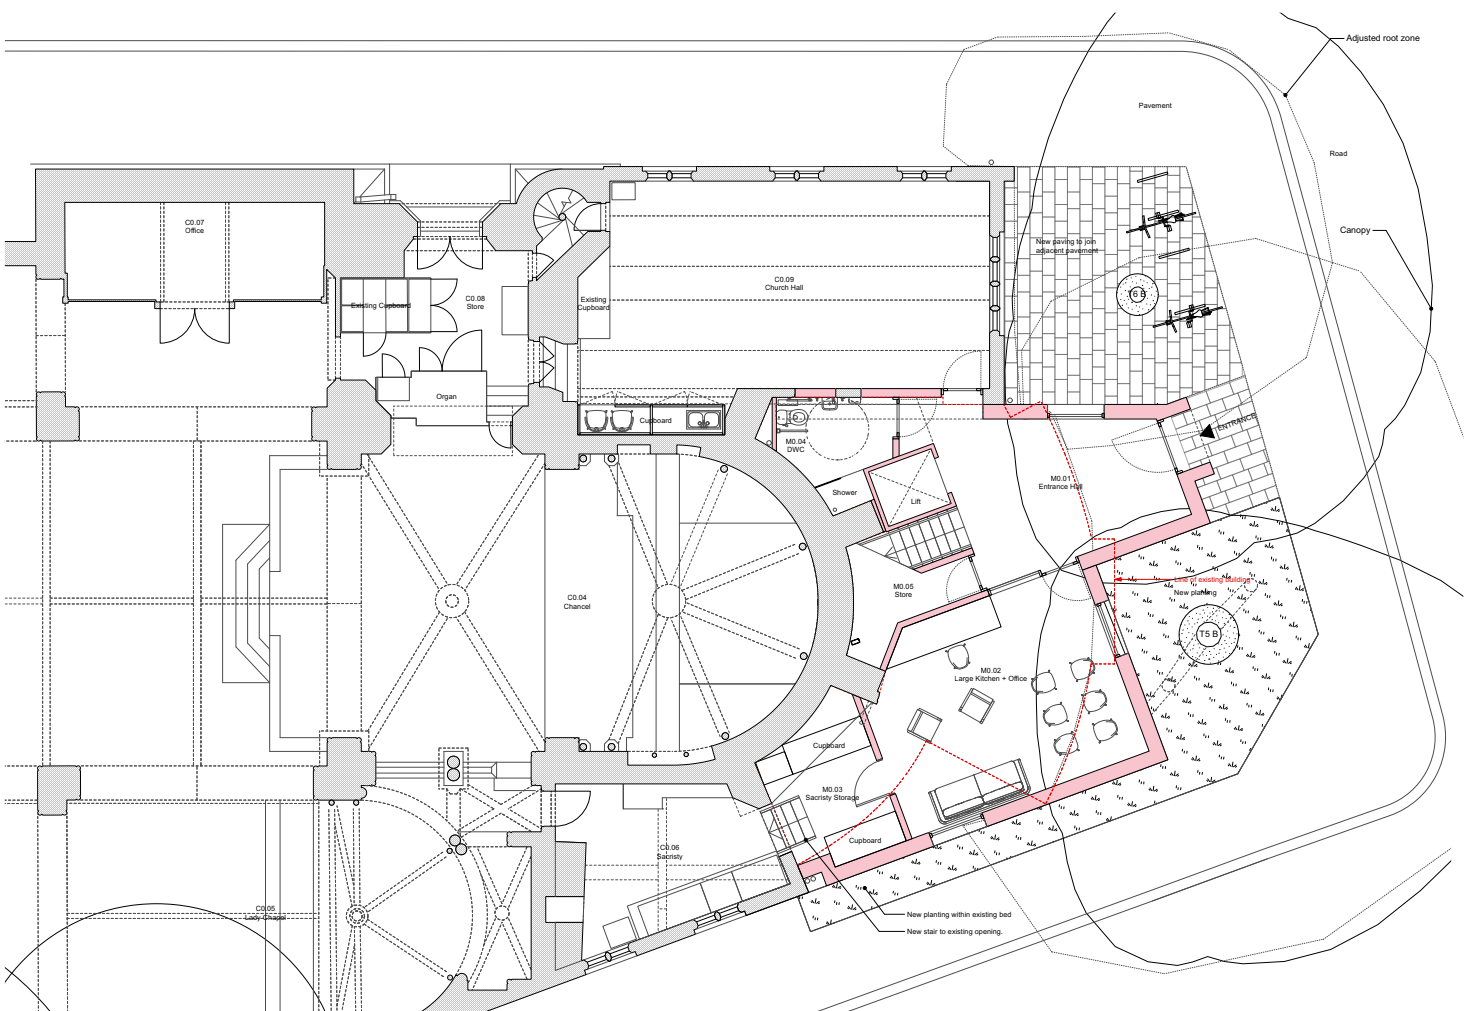 Adjusted root zone
Pavement
Road
C0.07
Office
Canopy
New paving to join
adjacent pavement
C0.09
Church Hall
T6 B
Existing Cupboard
C0.08
Store
Existing
Cupboard
Organ
Cupboard
ENTRANCE
M0.04
DWC
M0.01
Entrance Hall
Shower
Lift
Line of existing building
New planting
M0.05
Store
C0.04
Chancel
T5 B
M0.02
Large Kitchen + Office
Cupboard
M0.03
Sacristy Storage
Cupboard
C0.06
Sacristy
C0.05
Lady Chapel
New planting within existing bed
New stair to existing opening.